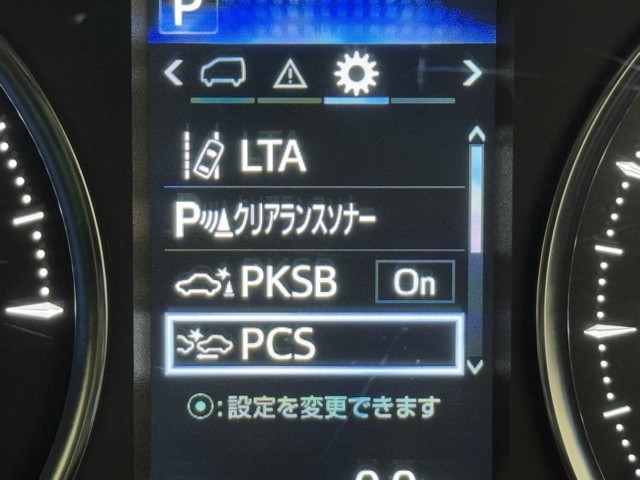 P
LTA
P クリアランスソナー
PKSB On
PCS
:設定を変更できます